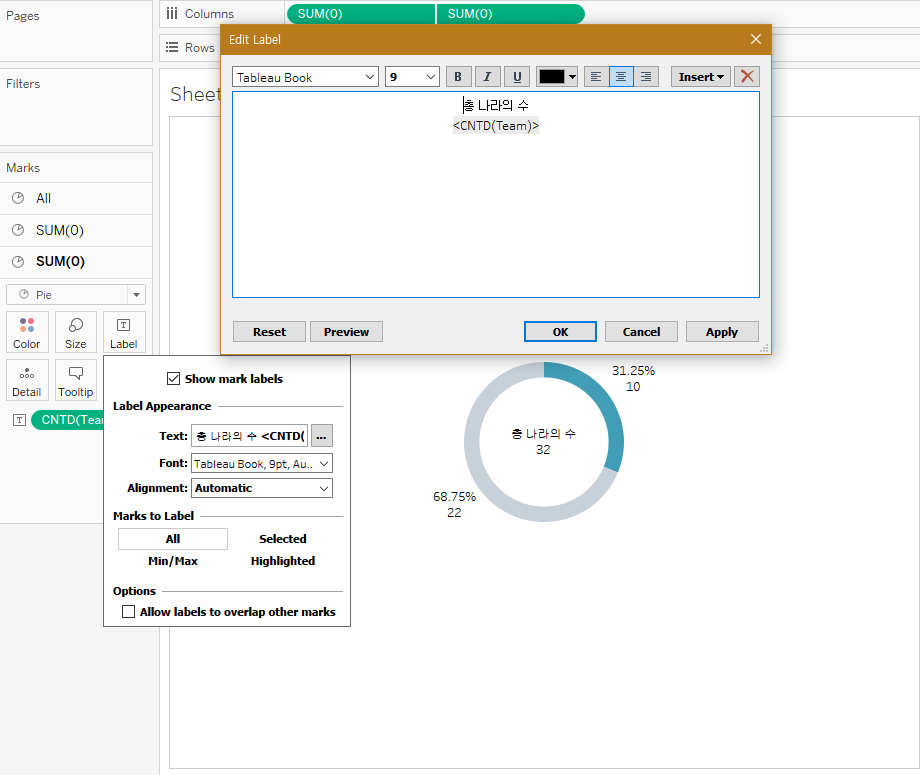 Pages
Columns
SUM(0)
SUM(0)
Rows
Filters
Sheet
Marks
All
SUM(0)
SUM(0)
Pie
Color
Size
Label
Detail
Tooltip
CNTD(Tear
Edit Label
Tableau Book
9
B
I
U
Insert
총 나라의 수
<CNTD(Team)>
Reset
Preview
OK
Cancel
Apply
Show mark labels
Label Appearance
Text:
총 나라의 수 <CNTD(
...
Font:
Tableau Book, 9pt, Au..
Alignment:
Automatic
Marks to Label
All
Selected
Min/Max
Highlighted
Options
Allow labels to overlap other marks
31.25%
10
총 나라의 수
32
68.75%
22